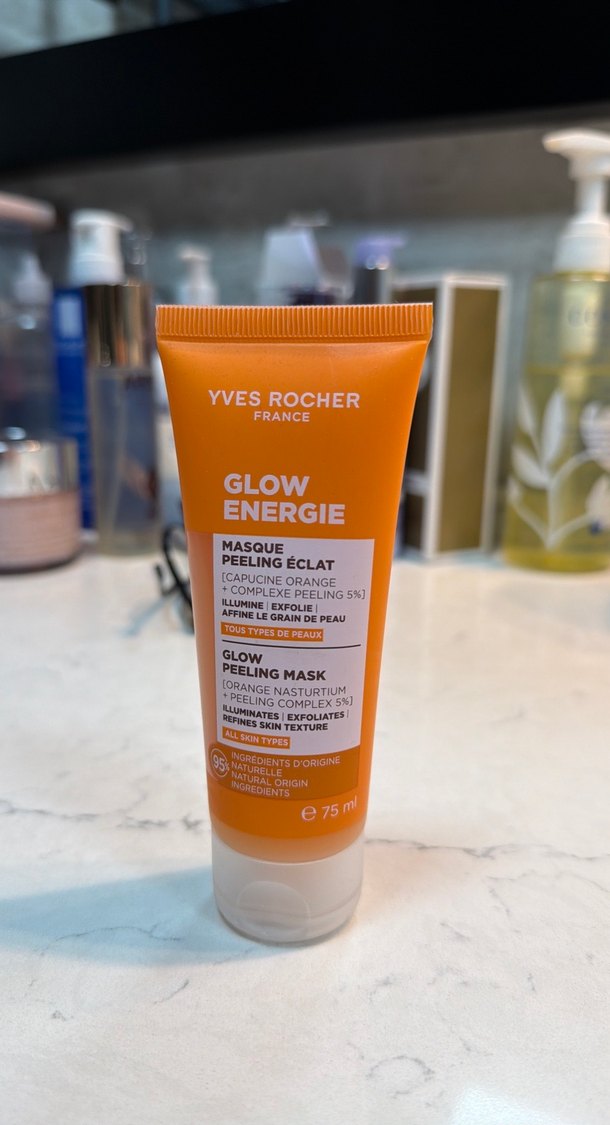 YVES ROCHER
FRANCE
GLOW
ENERGIE
MASQUE
PEELING ÉCLAT
[CAPUCINE ORANGE
+ COMPLEXE PEELING 5%]
ILLUMINE | EXFOLIE |
AFFINE LE GRAIN DE PEAU
TOUS TYPES DE PEAUX
GLOW
PEELING MASK
[ORANGE NASTURTIUM
+ PEELING COMPLEX 5%]
ILLUMINATES | EXFOLIATES |
REFINES SKIN TEXTURE
ALL SKIN TYPES
95%
INGRÉDIENTS D'ORIGINE
NATURELLE
NATURAL ORIGIN
INGREDIENTS
℮ 75 ml